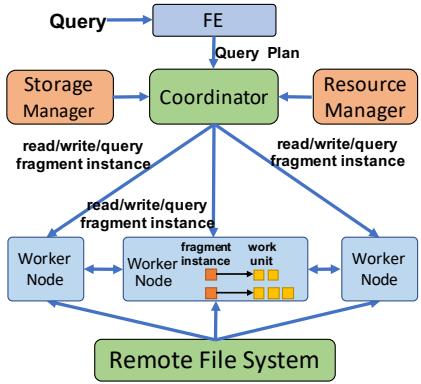 Query
FE
Query Plan
Storage
Manager
Coordinator
Resource
Manager
read/write/query
fragment instance
read/write/query
fragment instance
read/write/query
fragment instance
Worker
Node
Worker
Node
fragment
instance
work
unit
Worker
Node
Remote File System